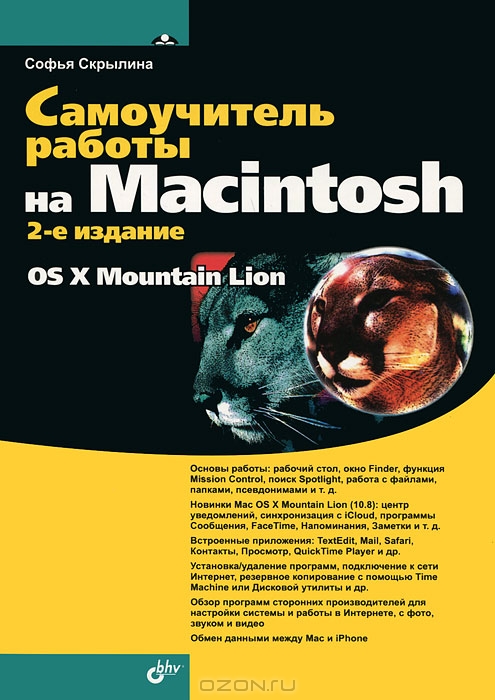 Софья Скрылина
Самоучитель
работы
на Macintosh
2-е издание
OS X Mountain Lion
Основы работы: рабочий стол, окно Finder, функция
Mission Control, поиск Spotlight, работа с файлами,
папками, псевдонимами и т. д.
Новинки Mac OS X Mountain Lion (10.8): центр
уведомлений, синхронизация с iCloud, программы
Сообщения, FaceTime, Напоминания, Заметки и т. д.
Встроенные приложения: TextEdit, Mail, Safari,
Контакты, Просмотр, QuickTime Player и др.
Установка/удаление программ, подключение к сети
Интернет, резервное копирование с помощью Time
Machine или Дисковой утилиты и др.
Обзор программ сторонних производителей для
настройки системы и работы в Интернете, с фото,
звуком и видео
Обмен данными между Mac и iPhone
bhv
OZON.ru